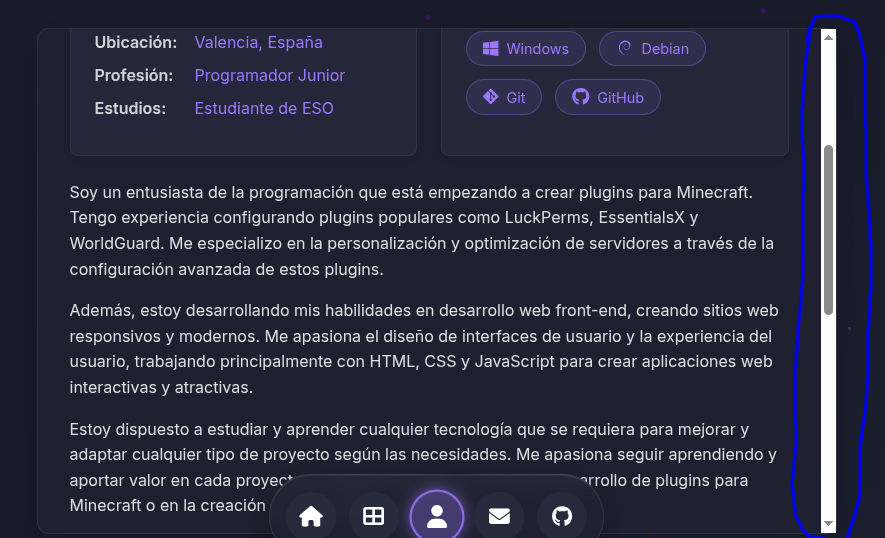 Ubicación: Valencia, España
Profesión: Programador Junior
Estudios: Estudiante de ESO
Windows Debian
Git GitHub
Soy un entusiasta de la programación que está empezando a crear plugins para Minecraft.
Tengo experiencia configurando plugins populares como LuckPerms, EssentialsX y
WorldGuard. Me especializo en la personalización y optimización de servidores a través de la
configuración avanzada de estos plugins.
Además, estoy desarrollando mis habilidades en desarrollo web front-end, creando sitios web
responsivos y modernos. Me apasiona el diseño de interfaces de usuario y la experiencia del
usuario, trabajando principalmente con HTML, CSS y JavaScript para crear aplicaciones web
interactivas y atractivas.
Estoy dispuesto a estudiar y aprender cualquier tecnología que se requiera para mejorar y
adaptar cualquier tipo de proyecto según las necesidades. Me apasiona seguir aprendiendo y
aportar valor en cada de plugins para
Minecraft o en la creación